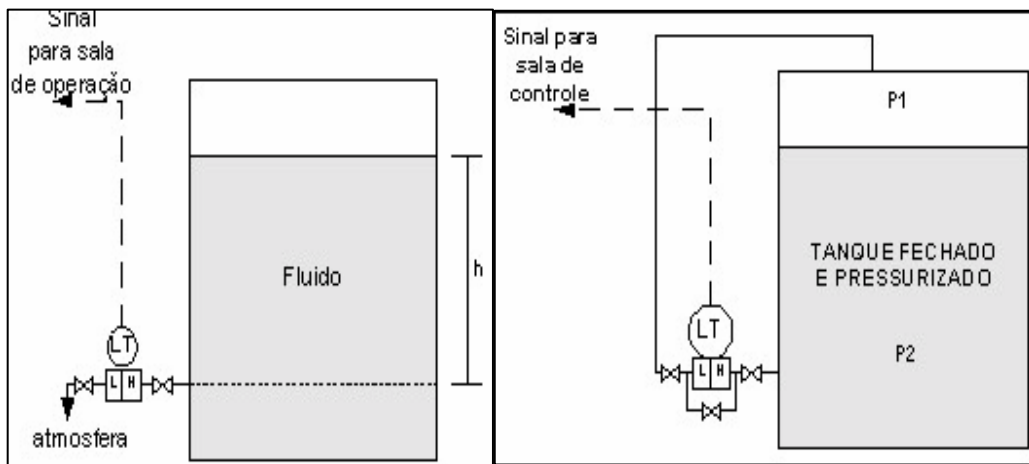 Sinal
para sala
de operação
Fluido
h
LT
L H
atmosfera
Sinal para
sala de
controle
P1
TANQUE FECHADO
E PRESSURIZADO
LT
P2
L H